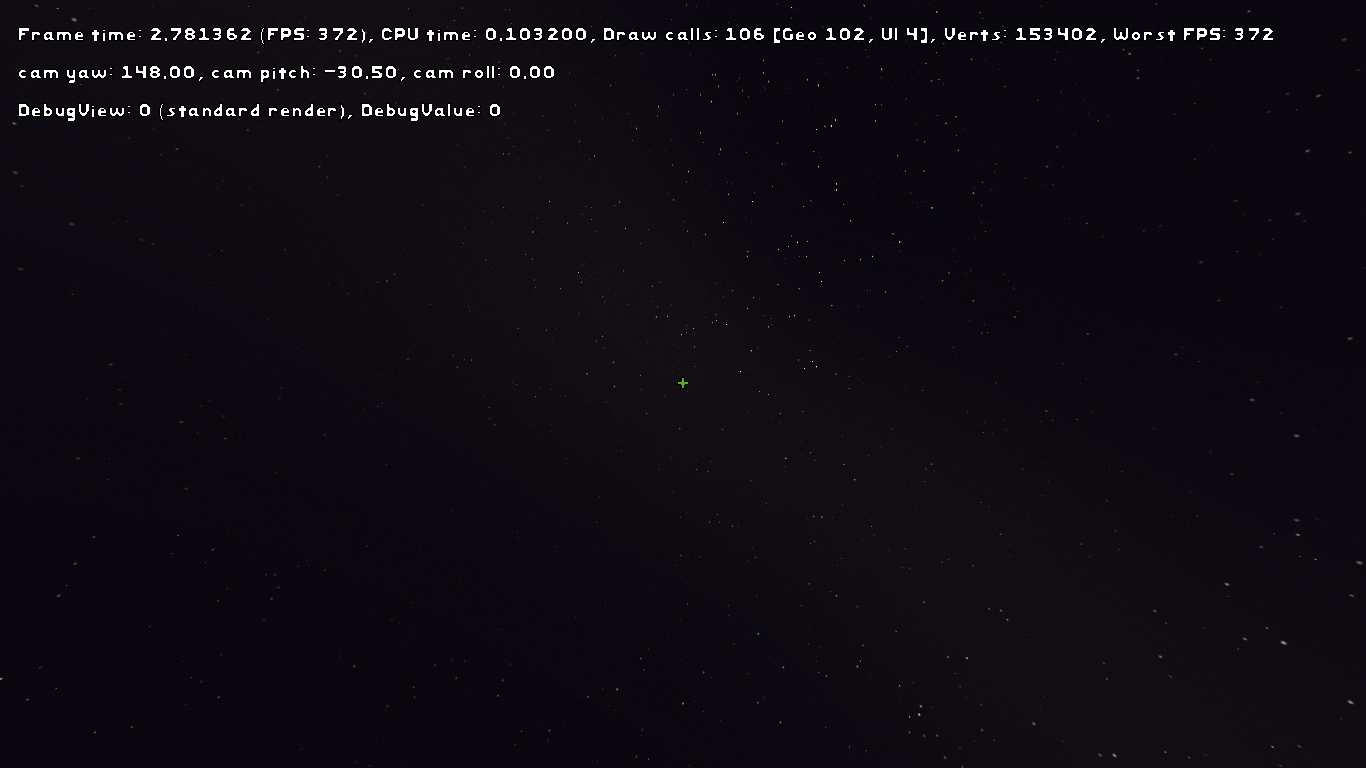 Frame time: 2.781362 (FPS: 372), CPU time: 0.103200, Draw calls: 106 [Geo 102, UI 4], Verts: 153402, Worst FPS: 372
cam yaw: 148.00, cam pitch: -30.50, cam roll: 0.00
DebugView: 0 (standard render), DebugValue: 0